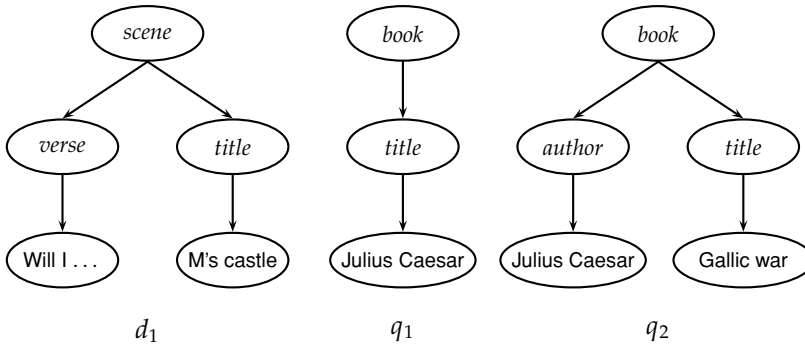 scene book book
verse title title author title
Will I . . . M's castle Julius Caesar Julius Caesar Gallic war
d1 q1 q2